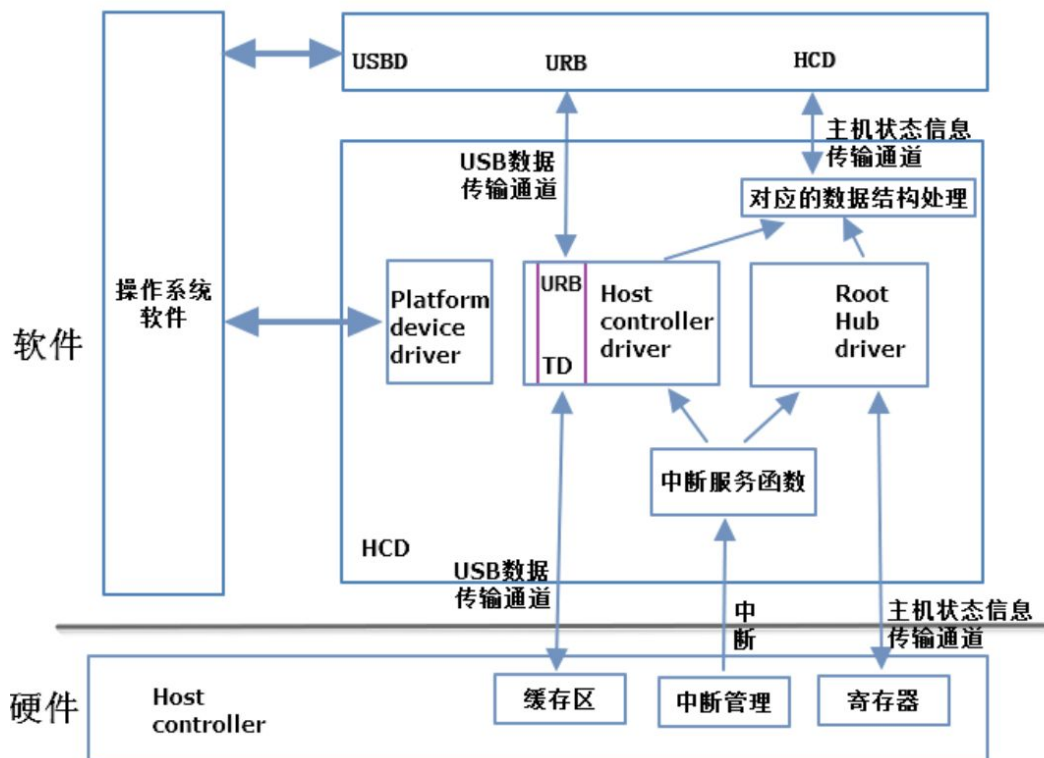 USBD
URB
HCD
主机状态信息
传输通道
USB数据
传输通道
对应的数据结构处理
操作系统
软件
软件
Platform
device
driver
URB
TD
Host
controller
driver
Root
Hub
driver
中断服务函数
HCD
USB数据
传输通道
中
断
主机状态信息
传输通道
硬件
Host
controller
缓存区
中断管理
寄存器